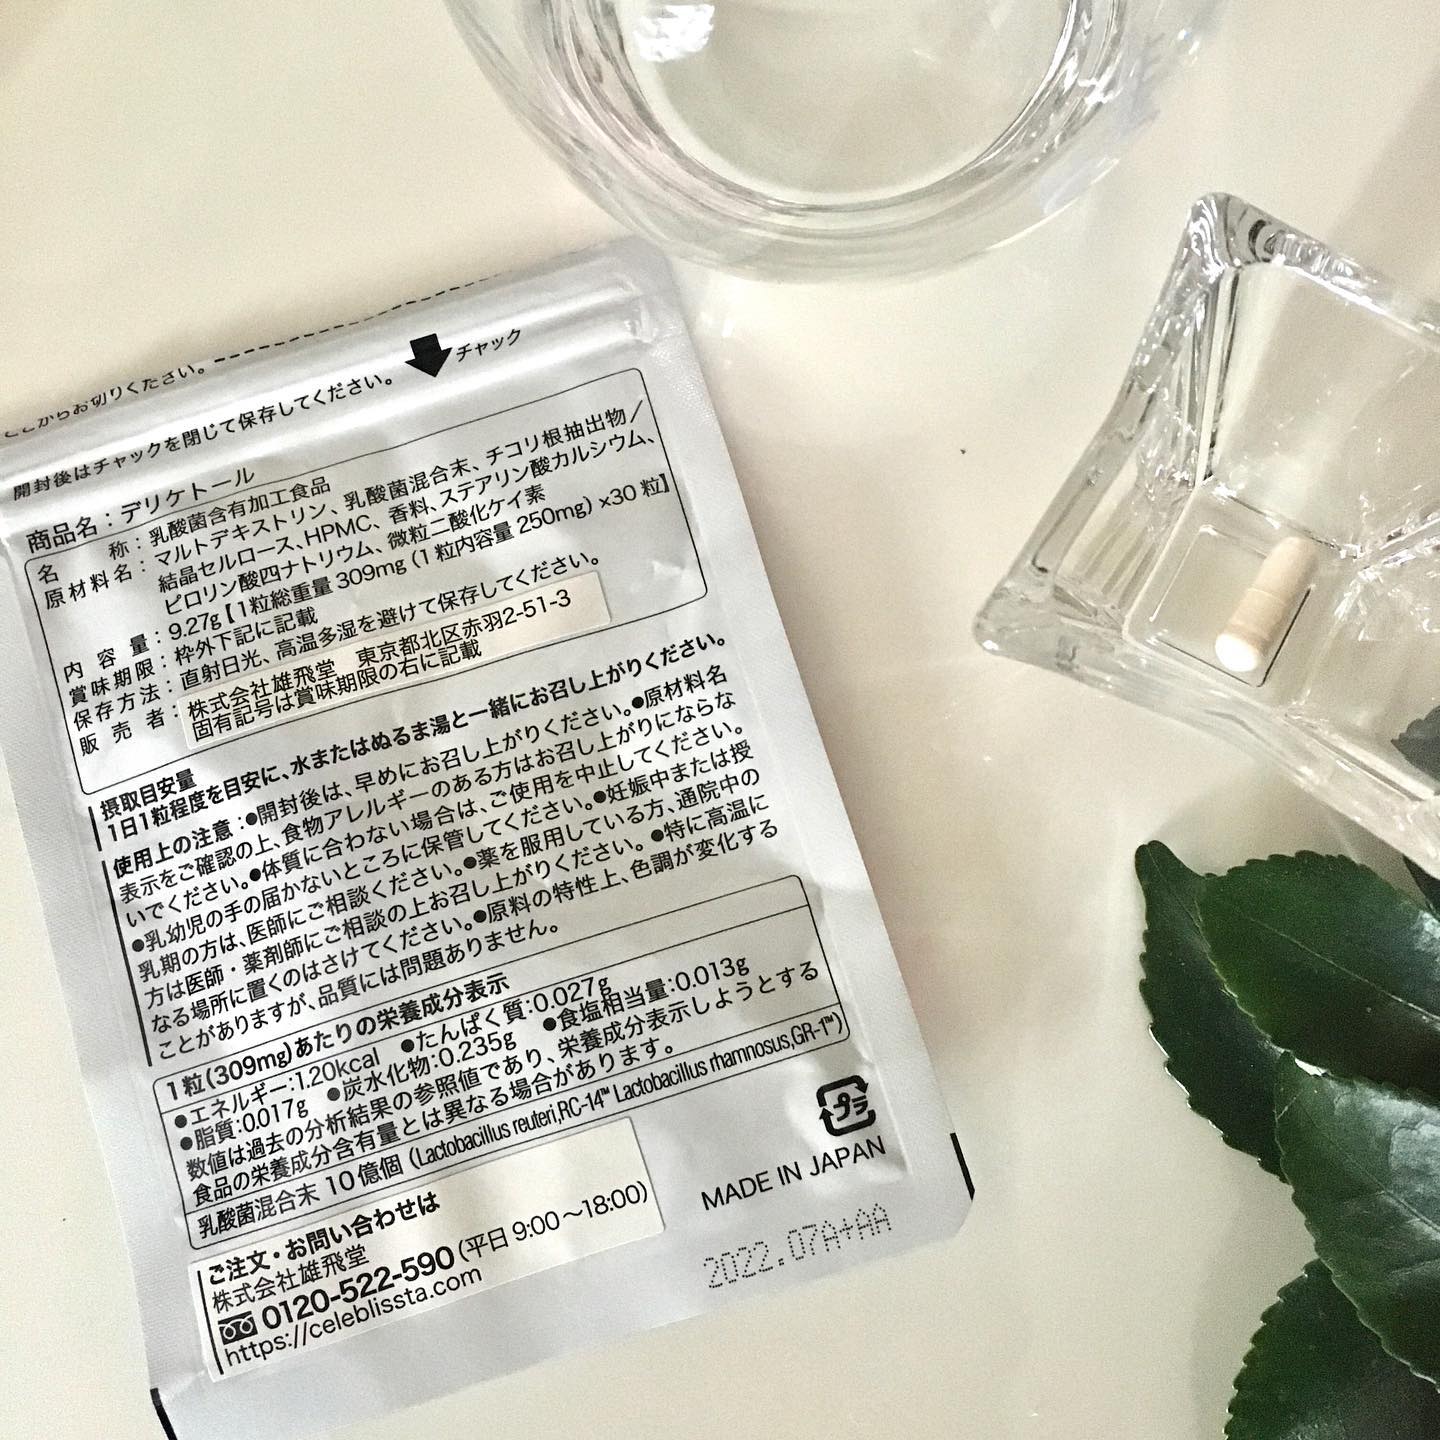 ここからお切りください。
開封後はチャックを閉じて保存してください。
チャック
商品名：デリケトール
名称：乳酸菌含有加工食品
原材料名：マルトデキストリン、乳酸菌混合末、チコリ根抽出物／
結晶セルロース、HPMC、香料、ステアリン酸カルシウム、
ピロリン酸四ナトリウム、微粒二酸化ケイ素
内容量：9.27g【1粒総重量 309mg（1粒内容量 250mg）×30粒】
賞味期限：枠外下記に記載
保存方法：直射日光、高温多湿を避けて保存してください。
販売者：株式会社雄飛堂　東京都北区赤羽2-51-3
固有記号は賞味期限の右に記載
摂取目安量
1日1粒程度を目安に、水またはぬるま湯と一緒にお召し上がりください。
使用上の注意：●開封後は、早めにお召し上がりください。●原材料名
表示をご確認の上、食物アレルギーのある方はお召し上がりにならな
いでください。●体質に合わない場合は、ご使用を中止してください。
●乳幼児の手の届かないところに保管してください。●妊娠中または授
乳期の方は、医師にご相談ください。●薬を服用している方、通院中の
方は医師・薬剤師にご相談の上お召し上がりください。●特に高温に
なる場所に置くのはさけてください。●原料の特性上、色調が変化する
ことがありますが、品質には問題ありません。
1粒（309mg）あたりの栄養成分表示
●エネルギー：1.20kcal ●たんぱく質：0.027g
●脂質：0.017g ●炭水化物：0.235g ●食塩相当量：0.013g
数値は過去の分析結果の参照値であり、栄養成分表示しようとする
食品の栄養成分含有量とは異なる場合があります。
乳酸菌混合末 10億個（Lactobacillus reuteri,RC-14™ Lactobacillus rhamnosus,GR-1™）
ご注文・お問い合わせは
株式会社雄飛堂
0120-522-590（平日 9:00～18:00）
https://celeblissta.com
プラ
MADE IN JAPAN
2022.07A+AA